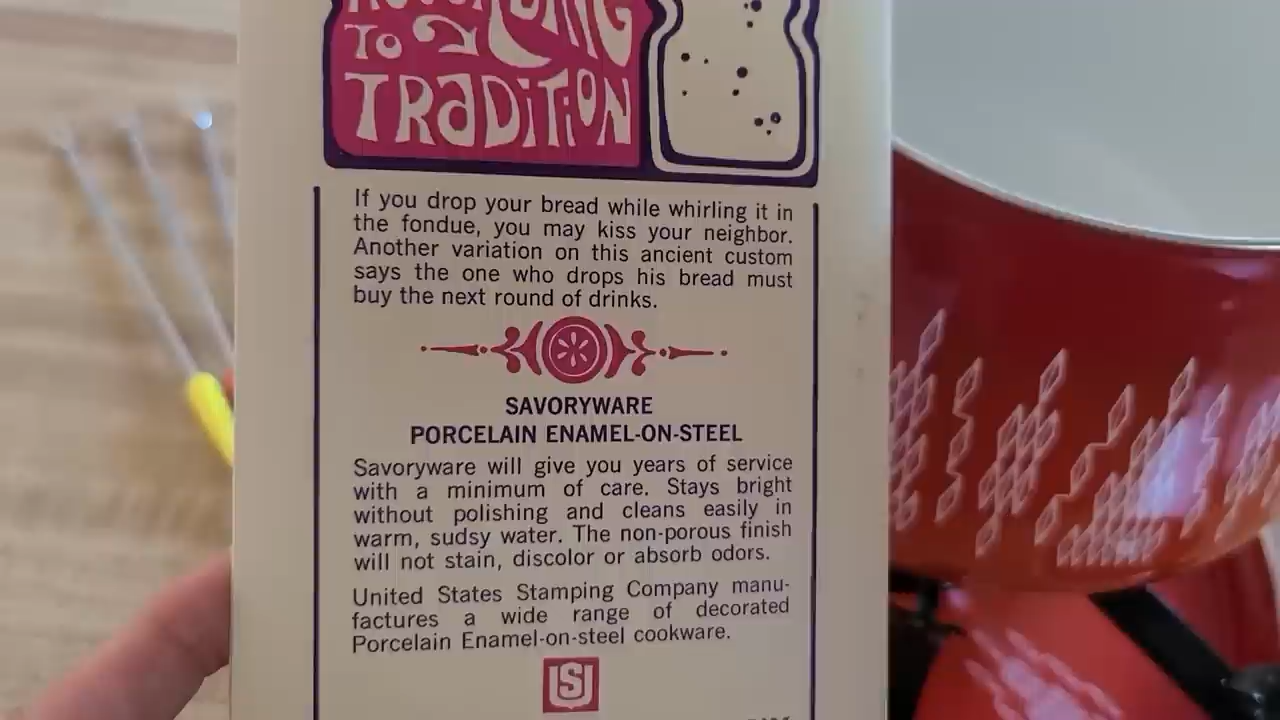 ACCORDING
TO
TRADITION
If you drop your bread while whirling it in
the fondue, you may kiss your neighbor.
Another variation on this ancient custom
says the one who drops his bread must
buy the next round of drinks.
SAVORYWARE
PORCELAIN ENAMEL-ON-STEEL
Savoryware will give you years of service
with a minimum of care. Stays bright
without polishing and cleans easily in
warm, sudsy water. The non-porous finish
will not stain, discolor or absorb odors.
United States Stamping Company manu-
factures a wide range of decorated
Porcelain Enamel-on-steel cookware.